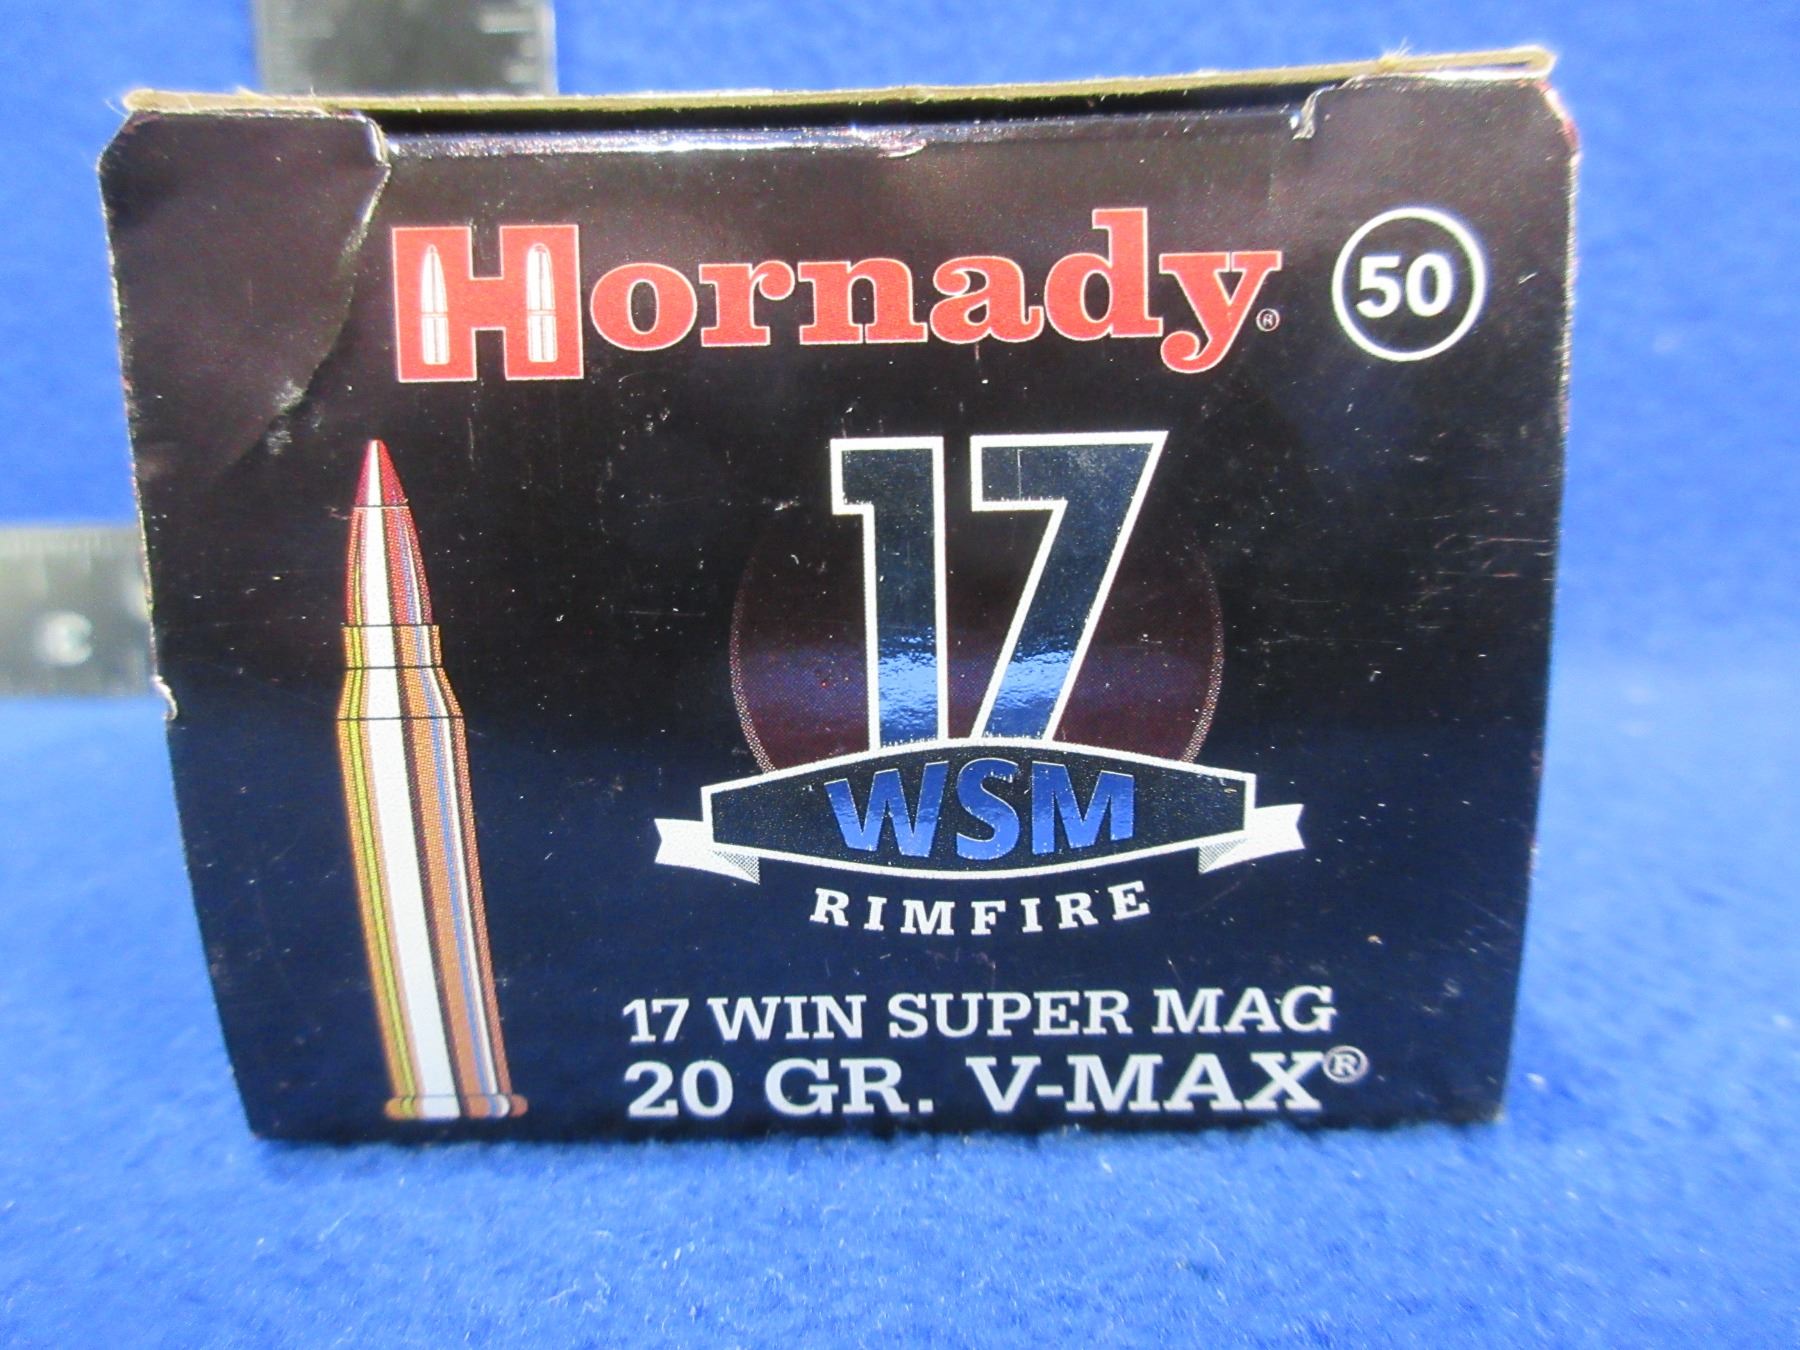 Hornady® 50
17
WSM
RIMFIRE
17 WIN SUPER MAG
20 GR. V-MAX®